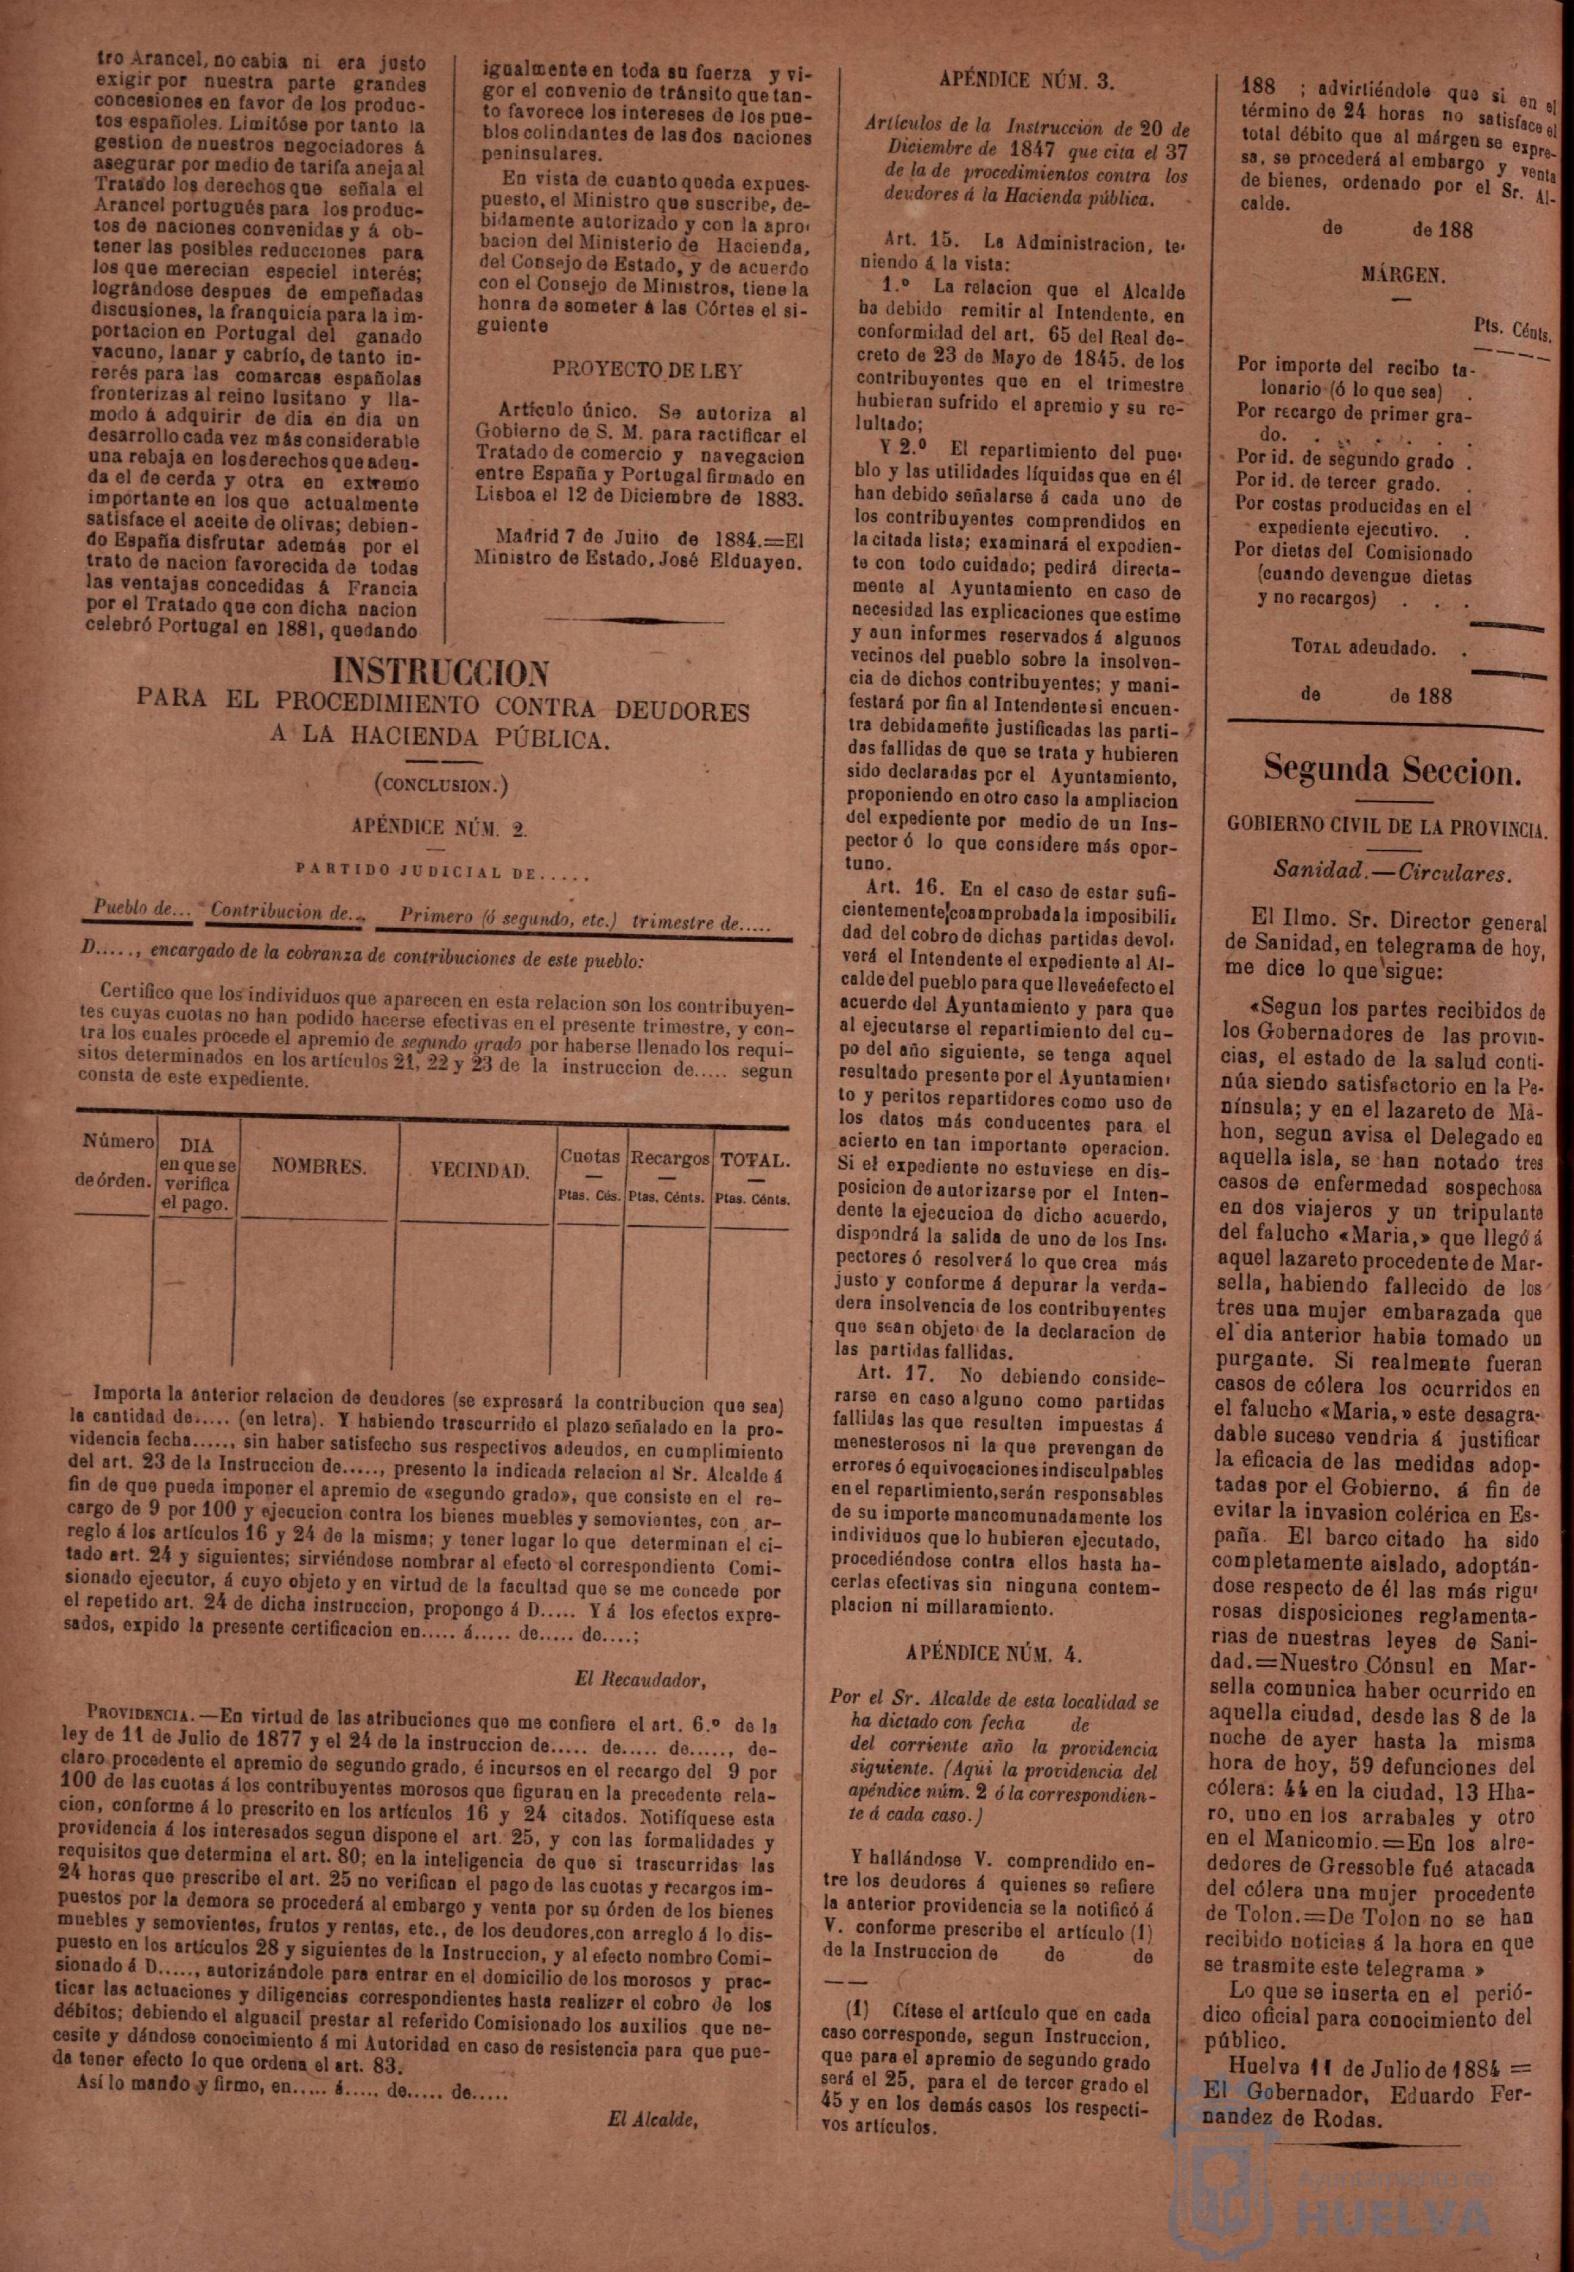 tro Arancel, no cabia ni era justo
exigir por nuestra parte grandes
concesiones en favor de los produc-
tos españoles. Limitóse por tanto la
gestion de nuestros negociadores á
asegurar por medio de tarifa aneja al
Tratado los derechos que señala el
Arancel portugués para los produc-
tos de naciones convenidas y á ob-
tener las posibles reducciones para
los que merecian especiel interés;
lográndose despues de empeñadas
discusiones, la franquicia para la im-
portacion en Portugal del ganado
vacuno, lanar y cabrío, de tanto in-
rerés para las comarcas españolas
fronterizas al reino lusitano y lla-
modo á adquirir de dia en dia un
desarrollo cada vez más considerable
una rebaja en los derechos que adeu-
da el de cerda y otra en extremo
importante en los que actualmente
satisface el aceite de olivas; debien-
do España disfrutar además por el
trato de nacion favorecida de todas
las ventajas concedidas á Francia
por el Tratado que con dicha nacion
celebró Portugal en 1881, quedando
igualmente en toda su fuerza y vi-
gor el convenio de tránsito que tan-
to favorece los intereses de los pue-
blos colindantes de las dos naciones
peninsulares.
En vista de cuanto queda expues-
puesto, el Ministro que suscribe, de-
bidamente autorizado y con la apro-
bacion del Ministerio de Hacienda,
del Consejo de Estado, y de acuerdo
con el Consejo de Ministros, tiene la
honra de someter á las Córtes el si-
guiente
PROYECTO DE LEY
Artículo único. Se autoriza al
Gobierno de S. M. para ractificar el
Tratado de comercio y navegacion
entre España y Portugal firmado en
Lisboa el 12 de Diciembre de 1883.
Madrid 7 de Juiio de 1884.=El
Ministro de Estado, José Elduayen.
INSTRUCCION
PARA EL PROCEDIMIENTO CONTRA DEUDORES
A LA HACIENDA PÚBLICA.
(CONCLUSION.)
APÉNDICE NÚM. 2.
PARTIDO JUDICIAL DE.....
Pueblo de... Contribucion de... Primero (ó segundo, etc.) trimestre de.....
D....., encargado de la cobranza de contribuciones de este pueblo:
Certifico que los individuos que aparecen en esta relacion son los contribuyen-
tes cuyas cuotas no han podido hacerse efectivas en el presente trimestre, y con-
tra los cuales procede el apremio de segundo grado por haberse llenado los requi-
sitos determinados en los artículos 21, 22 y 23 de la instruccion de..... segun
consta de este expediente.
Número de órden.
DIA en que se verifica el pago.
NOMBRES.
VECINDAD.
Cuotas
Ptas. Cés.
Recargos
Ptas. Cénts.
TOTAL.
Ptas. Cénts.
Importa la anterior relacion de deudores (se expresará la contribucion que sea)
la cantidad de..... (en letra). Y habiendo trascurrido el plazo señalado en la pro-
videncia fecha....., sin haber satisfecho sus respectivos adeudos, en cumplimiento
del art. 23 de la Instruccion de....., presento la indicada relacion al Sr. Alcalde á
fin de que pueda imponer el apremio de «segundo grado», que consiste en el re-
cargo de 9 por 100 y ejecucion contra los bienes muebles y semovientes, con ar-
reglo á los artículos 16 y 24 de la misma; y tener lugar lo que determinan el ci-
tado art. 24 y siguientes; sirviéndose nombrar al efecto el correspondiente Comi-
sionado ejecutor, á cuyo objeto y en virtud de la facultad que se me concede por
el repetido art. 24 de dicha instruccion, propongo á D..... Y á los efectos expre-
sados, expido la presente certificacion en..... á..... de..... de....;
El Recaudador,
PROVIDENCIA.—En virtud de las atribuciones que me confiere el art. 6.º de la
ley de 11 de Julio de 1877 y el 24 de la instruccion de..... de..... de....., de-
claro procedente el apremio de segundo grado, é incursos en el recargo del 9 por
100 de las cuotas á los contribuyentes morosos que figuran en la precedente rela-
cion, conforme á lo prescrito en los artículos 16 y 24 citados. Notifíquese esta
providencia á los interesados segun dispone el art. 25, y con las formalidades y
requisitos que determina el art. 80; en la inteligencia de que si trascurridas las
24 horas que prescribe el art. 25 no verifican el pago de las cuotas y recargos im-
puestos por la demora se procederá al embargo y venta por su órden de los bienes
muebles y semovientes, frutos y rentas, etc., de los deudores, con arreglo á lo dis-
puesto en los artículos 28 y siguientes de la Instruccion, y al efecto nombro Comi-
sionado á D....., autorizándole para entrar en el domicilio de los morosos y prac-
ticar las actuaciones y diligencias correspondientes hasta realizer el cobro de los
débitos; debiendo el alguacil prestar al referido Comisionado los auxilios que ne-
cesite y dándose conocimiento á mi Autoridad en caso de resistencia para que pue-
da tener efecto lo que ordena el art. 83.
Así lo mando y firmo, en..... á..... de..... de.....
El Alcalde,
APÉNDICE NÚM. 3.
Artículos de la Instruccion de 20 de
Diciembre de 1847 que cita el 37
de la de procedimientos contra los
deudores á la Hacienda pública.
Art. 15. La Administracion, te-
niendo á la vista:
1.º La relacion que el Alcalde
ha debido remitir al Intendente, en
conformidad del art. 65 del Real de-
creto de 23 de Mayo de 1845. de los
contribuyentes que en el trimestre
hubieran sufrido el apremio y su re-
lultado;
Y 2.º El repartimiento del pue-
blo y las utilidades líquidas que en él
han debido señalarse á cada uno de
los contribuyentes comprendidos en
la citada lista; examinará el expedien-
te con todo cuidado; pedirá directa-
mente al Ayuntamiento en caso de
necesidad las explicaciones que estime
y aun informes reservados á algunos
vecinos del pueblo sobre la insolven-
cia de dichos contribuyentes; y mani-
festará por fin al Intendente si encuen-
tra debidamente justificadas las parti-
das fallidas de que se trata y hubieren
sido declaradas pcr el Ayuntamiento,
proponiendo en otro caso la ampliacion
del expediente por medio de un Ins-
pector ó lo que considere más opor-
tuno.
Art. 16. En el caso de estar sufi-
cientemente coamprobada la imposibili-
dad del cobro de dichas partidas devol-
verá el Intendente el expediente al Al-
calde del pueblo para que lleve á efecto el
acuerdo del Ayuntamiento y para que
al ejecutarse el repartimiento del cu-
po del año siguiente, se tenga aquel
resultado presente por el Ayuntamien-
to y peritos repartidores como uso de
los datos más conducentes para el
acierto en tan importante operacion.
Si el expediente no estuviese en dis-
posicion de autorizarse por el Inten-
dente la ejecucion de dicho acuerdo,
dispondrá la salida de uno de los Ins-
pectores ó resolverá lo que crea más
justo y conforme á depurar la verda-
dera insolvencia de los contribuyentes
que sean objeto de la declaracion de
las partidas fallidas.
Art. 17. No debiendo conside-
rarse en caso alguno como partidas
fallidas las que resulten impuestas á
menesterosos ni la que prevengan de
errores ó equivocaciones indisculpables
en el repartimiento, serán responsables
de su importe mancomunadamente los
individuos que lo hubieren ejecutado,
procediéndose contra ellos hasta ha-
cerlas efectivas sin ninguna contem-
placion ni millaramiento.
APÉNDICE NÚM. 4.
Por el Sr. Alcalde de esta localidad se
ha dictado con fecha de
del corriente año la providencia
siguiente. (Aquí la providencia del
apéndice núm. 2 ó la correspondien-
te á cada caso.)
Y hallándose V. comprendido en-
tre los deudores á quienes se refiere
la anterior providencia se la notificó á
V. conforme prescribe el artículo (1)
de la Instruccion de de de
(1) Cítese el artículo que en cada
caso corresponde, segun Instruccion,
que para el apremio de segundo grado
será el 25, para el de tercer grado el
45 y en los demás casos los respecti-
vos artículos.
188 ; advirtiéndole que si en el
término de 24 horas no satisface el
total débito que al márgen se expre-
sa, se procederá al embargo y venta
de bienes, ordenado por el Sr. Al-
calde.
de de 188
MÁRGEN.
Pts. Cénts.
Por importe del recibo ta-
lonario (ó lo que sea) .
Por recargo de primer gra-
do. . . . . . .
Por id. de segundo grado .
Por id. de tercer grado. .
Por costas producidas en el
expediente ejecutivo. .
Por dietas del Comisionado
(cuando devengue dietas
y no recargos) . . .
TOTAL adeudado. .
de de 188
Segunda Seccion.
GOBIERNO CIVIL DE LA PROVINCIA.
Sanidad.—Circulares.
El Ilmo. Sr. Director general
de Sanidad, en telegrama de hoy,
me dice lo que sigue:
«Segun los partes recibidos de
los Gobernadores de las provin-
cias, el estado de la salud conti-
núa siendo satisfactorio en la Pe-
nínsula; y en el lazareto de Ma-
hon, segun avisa el Delegado en
aquella isla, se han notado tres
casos de enfermedad sospechosa
en dos viajeros y un tripulante
del falucho «Maria,» que llegó á
aquel lazareto procedente de Mar-
sella, habiendo fallecido de los
tres una mujer embarazada que
el dia anterior habia tomado un
purgante. Si realmente fueran
casos de cólera los ocurridos en
el falucho «Maria,» este desagra-
dable suceso vendria á justificar
la eficacia de las medidas adop-
tadas por el Gobierno, á fin de
evitar la invasion colérica en Es-
paña. El barco citado ha sido
completamente aislado, adoptán-
dose respecto de él las más rigu-
rosas disposiciones reglamenta-
rias de nuestras leyes de Sani-
dad.=Nuestro Cónsul en Mar-
sella comunica haber ocurrido en
aquella ciudad, desde las 8 de la
noche de ayer hasta la misma
hora de hoy, 59 defunciones del
cólera: 44 en la ciudad, 13 Hha-
ro, uno en los arrabales y otro
en el Manicomio.=En los alre-
dedores de Gressoble fué atacada
del cólera una mujer procedente
de Tolon.=De Tolon no se han
recibido noticias á la hora en que
se trasmite este telegrama.»
Lo que se inserta en el perió-
dico oficial para conocimiento del
público.
Huelva 11 de Julio de 1884 =
El Gobernador, Eduardo Fer-
nandez de Rodas.
Ayuntamiento de
HUELVA